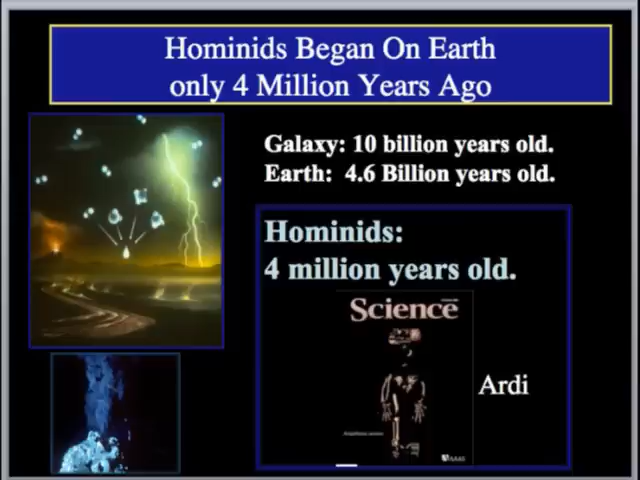 Hominids Began On Earth
only 4 Million Years Ago
Galaxy: 10 billion years old.
Earth: 4.6 Billion years old.
Hominids:
4 million years old.
Science
Ardi
AAAS